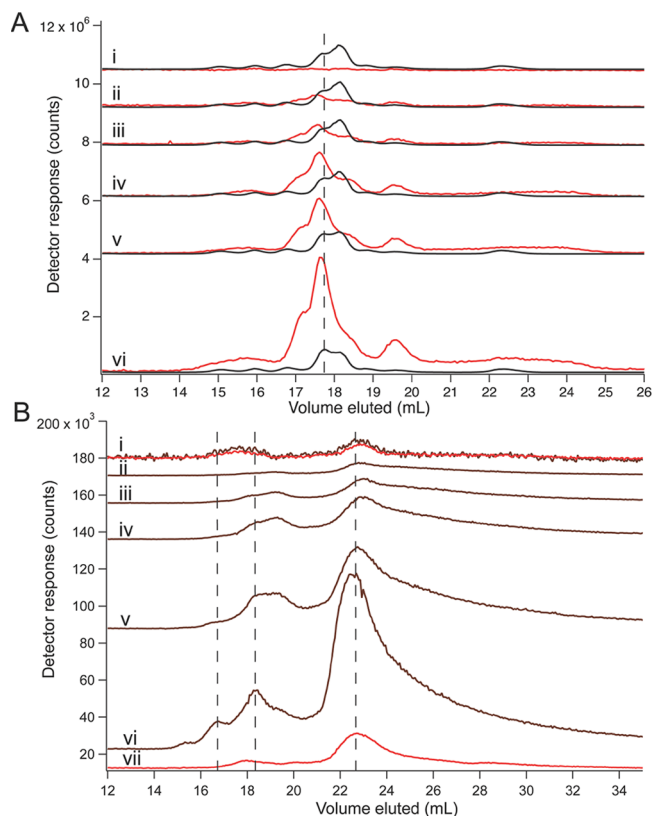 A
12 x 10⁶
i
10
ii
8
iii
iv
6
v
4
2
vi
Detector response (counts)
12 13 14 15 16 17 18 19 20 21 22 23 24 25 26
Volume eluted (mL)
B
200 x 10³
i
180
ii
160
iii
140
iv
120
100
v
80
60
40
vi
20
vii
Detector response (counts)
12 14 16 18 20 22 24 26 28 30 32 34
Volume eluted (mL)